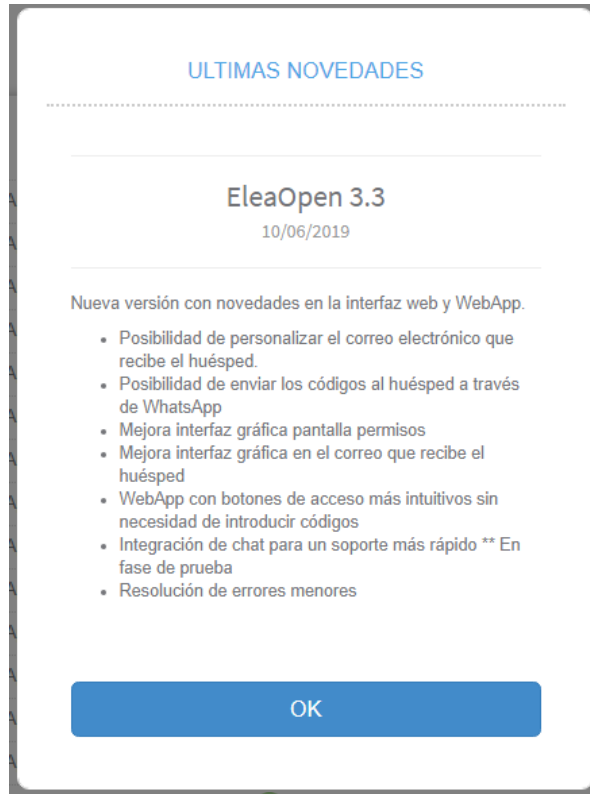 ULTIMAS NOVEDADES
EleaOpen 3.3
10/06/2019
Nueva versión con novedades en la interfaz web y WebApp.
• Posibilidad de personalizar el correo electrónico que
recibe el huésped.
• Posibilidad de enviar los códigos al huésped a través
de WhatsApp
• Mejora interfaz gráfica pantalla permisos
• Mejora interfaz gráfica en el correo que recibe el
huésped
• WebApp con botones de acceso más intuitivos sin
necesidad de introducir códigos
• Integración de chat para un soporte más rápido ** En
fase de prueba
• Resolución de errores menores
OK